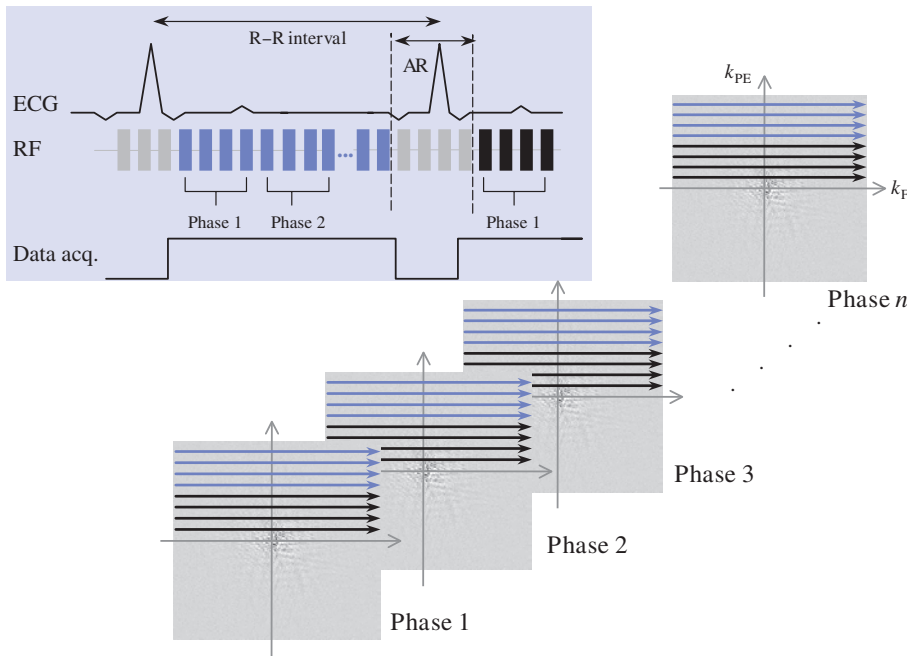 R–R interval
AR
ECG
RF
...
Phase 1
Phase 2
Phase 1
Data acq.
k_PE
k_F
Phase n
Phase 3
Phase 2
Phase 1